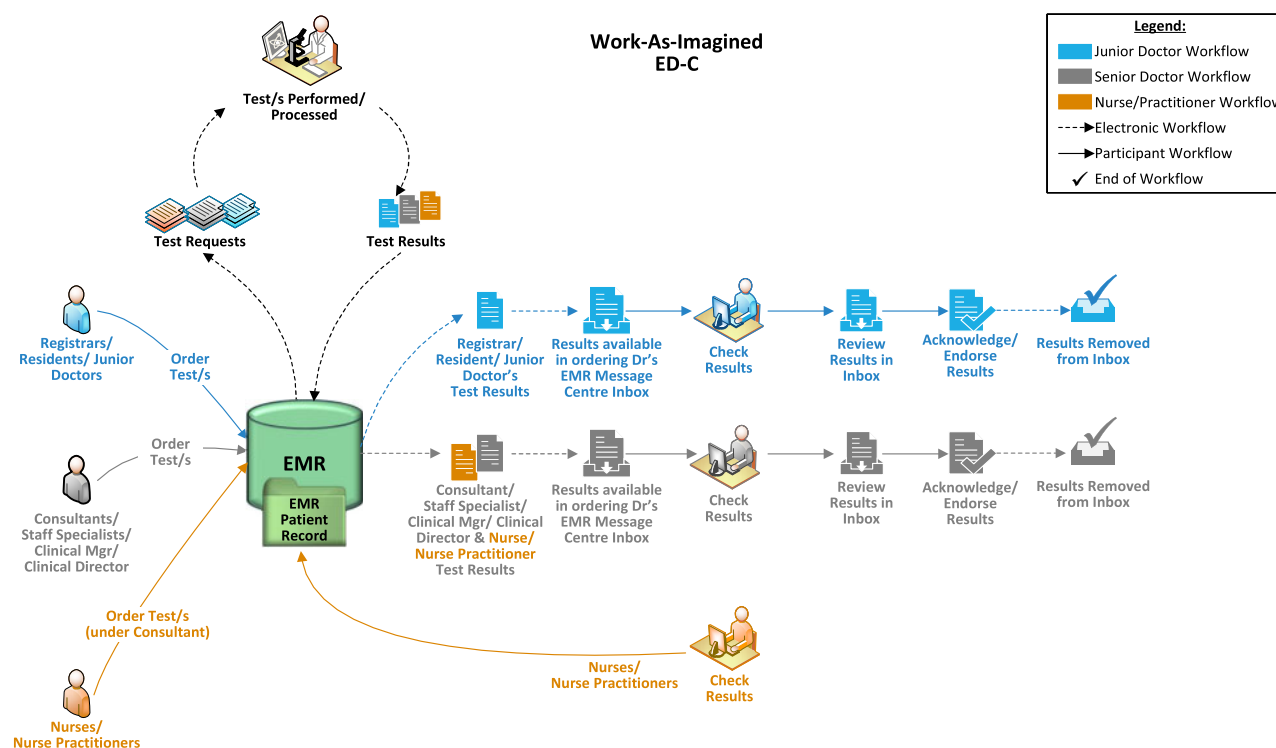 Work-As-Imagined
ED-C
Legend:
Junior Doctor Workflow
Senior Doctor Workflow
Nurse/Practitioner Workflow
Electronic Workflow
Participant Workflow
End of Workflow
Test/s Performed/
Processed
Test Requests
Test Results
Registrars/
Residents/ Junior
Doctors
Order
Test/s
Registrar/
Resident/ Junior
Doctor's
Test Results
Results available
in ordering Dr's
EMR Message
Centre Inbox
Check
Results
Review
Results in
Inbox
Acknowledge/
Endorse
Results
Results Removed
from Inbox
Order
Test/s
EMR
EMR
Patient
Record
Consultants/
Staff Specialists/
Clinical Mgr/
Clinical Director
Consultant/
Staff Specialist/
Clinical Mgr/ Clinical
Director & Nurse/
Nurse Practitioner
Test Results
Results available
in ordering Dr's
EMR Message
Centre Inbox
Check
Results
Review
Results in
Inbox
Acknowledge/
Endorse
Results
Results Removed
from Inbox
Order Test/s
(under Consultant)
Nurses/
Nurse Practitioners
Nurses/
Nurse Practitioners
Check
Results